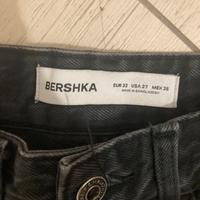 BERSHKA
EUR 32 USA 27 MEX 26
MADE IN BANGLADESH